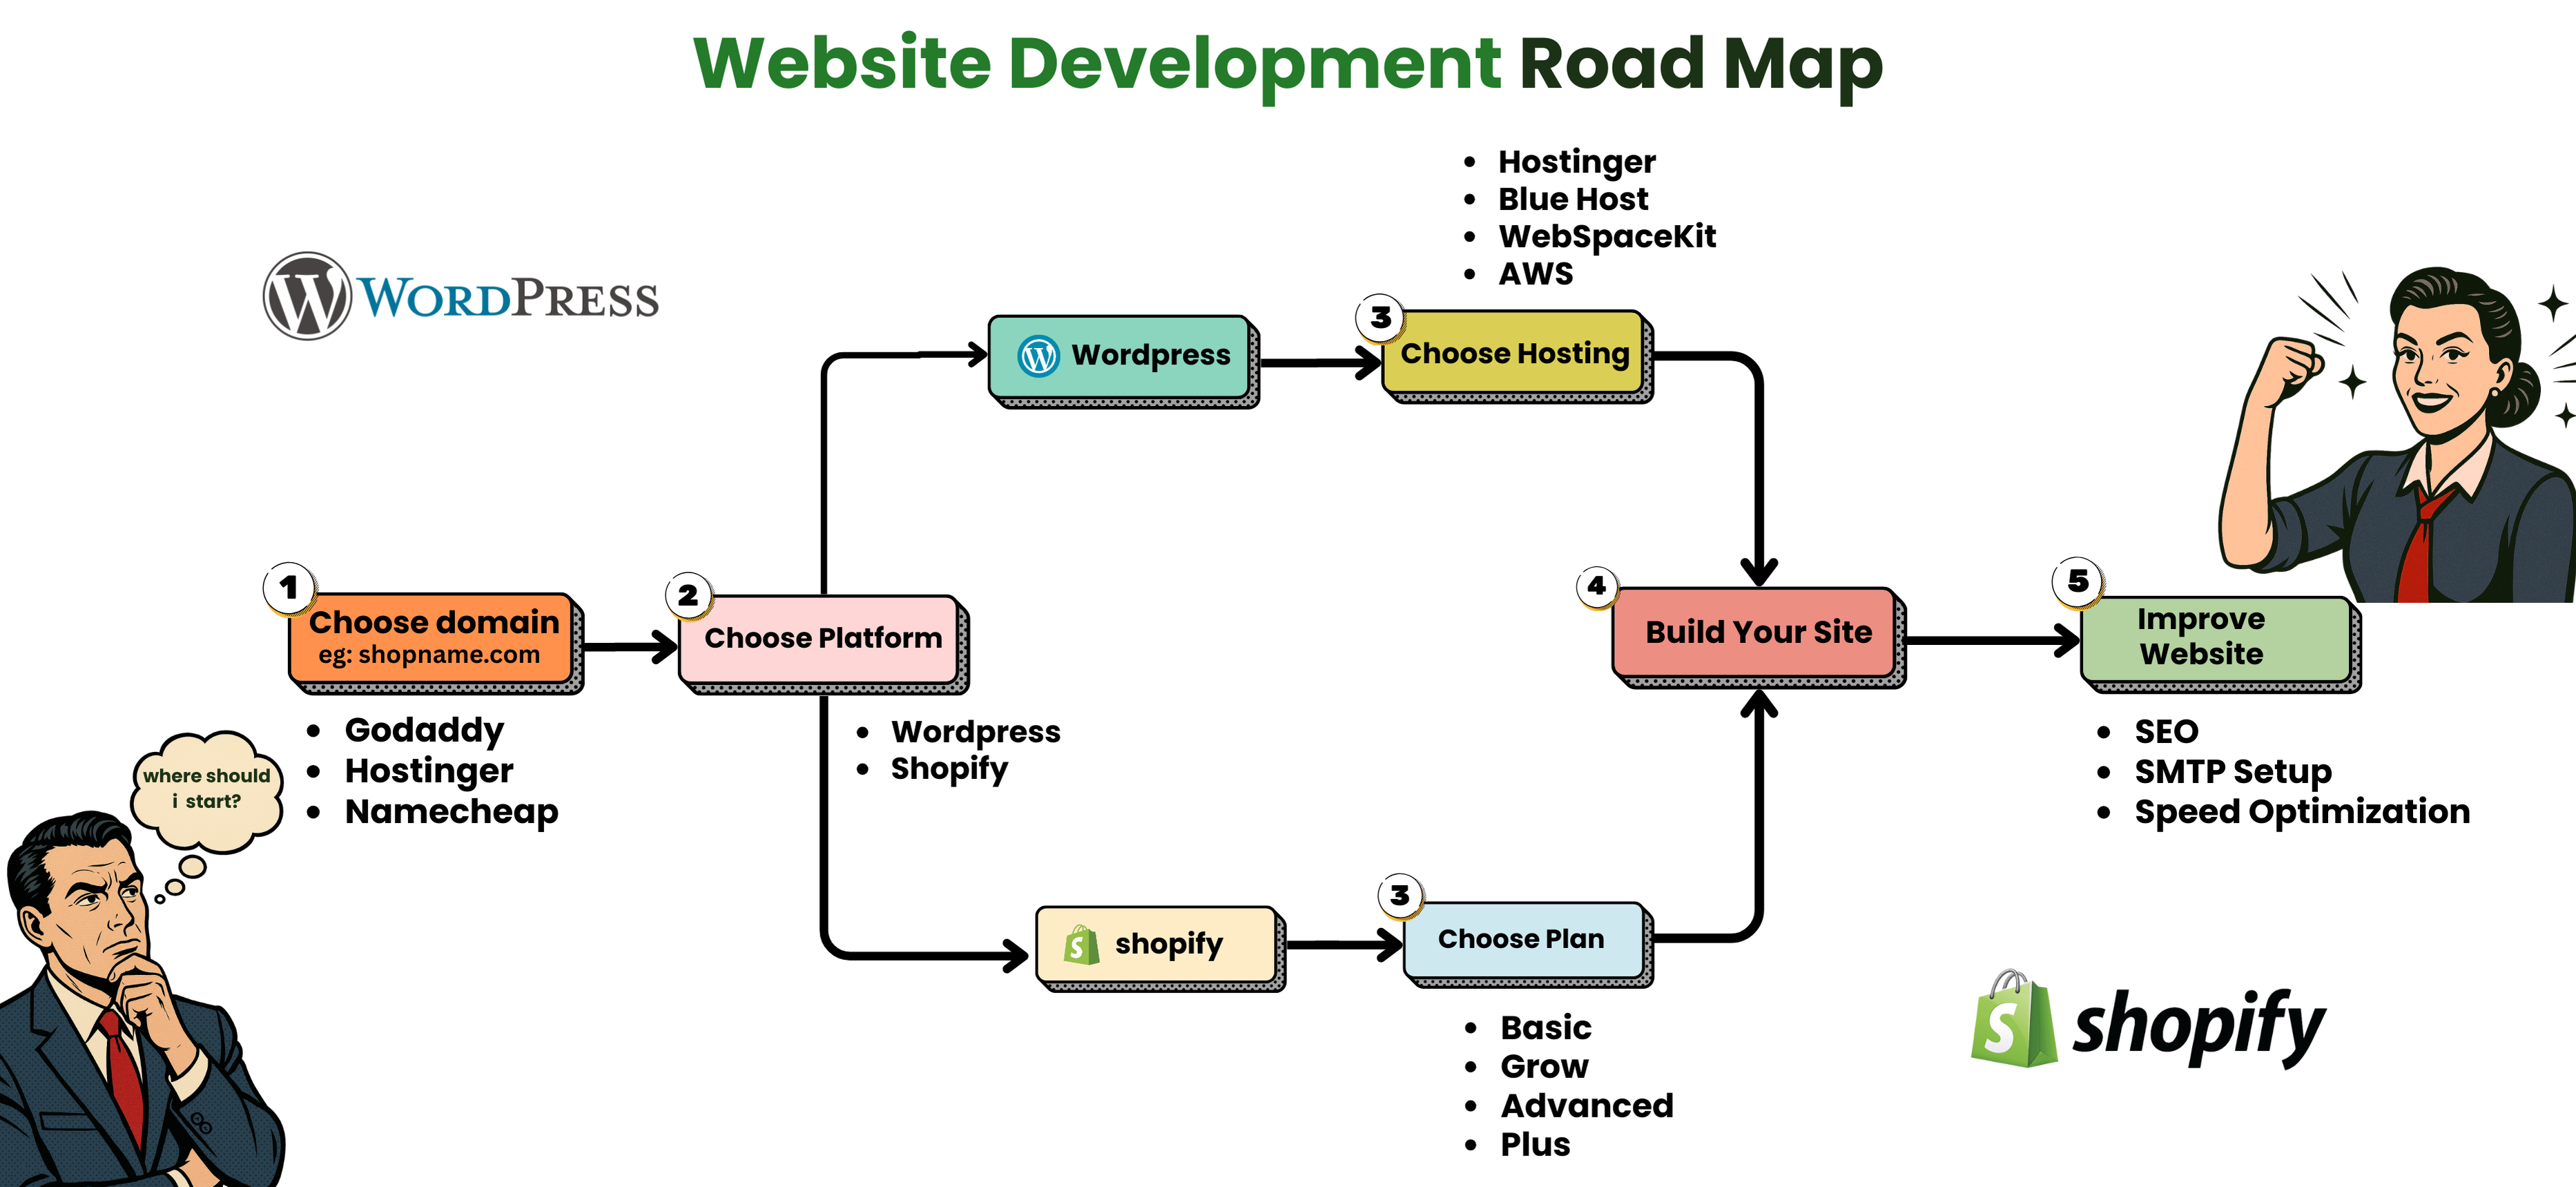 Website Development Road Map
Hostinger
Blue Host
WebSpaceKit
AWS
WORDPRESS
Wordpress
3
Choose Hosting
1
Choose domain
eg: shopname.com
Godaddy
Hostinger
Namecheap
2
Choose Platform
Wordpress
Shopify
4
Build Your Site
5
Improve
Website
SEO
SMTP Setup
Speed Optimization
where should
i start?
shopify
3
Choose Plan
Basic
Grow
Advanced
Plus
shopify